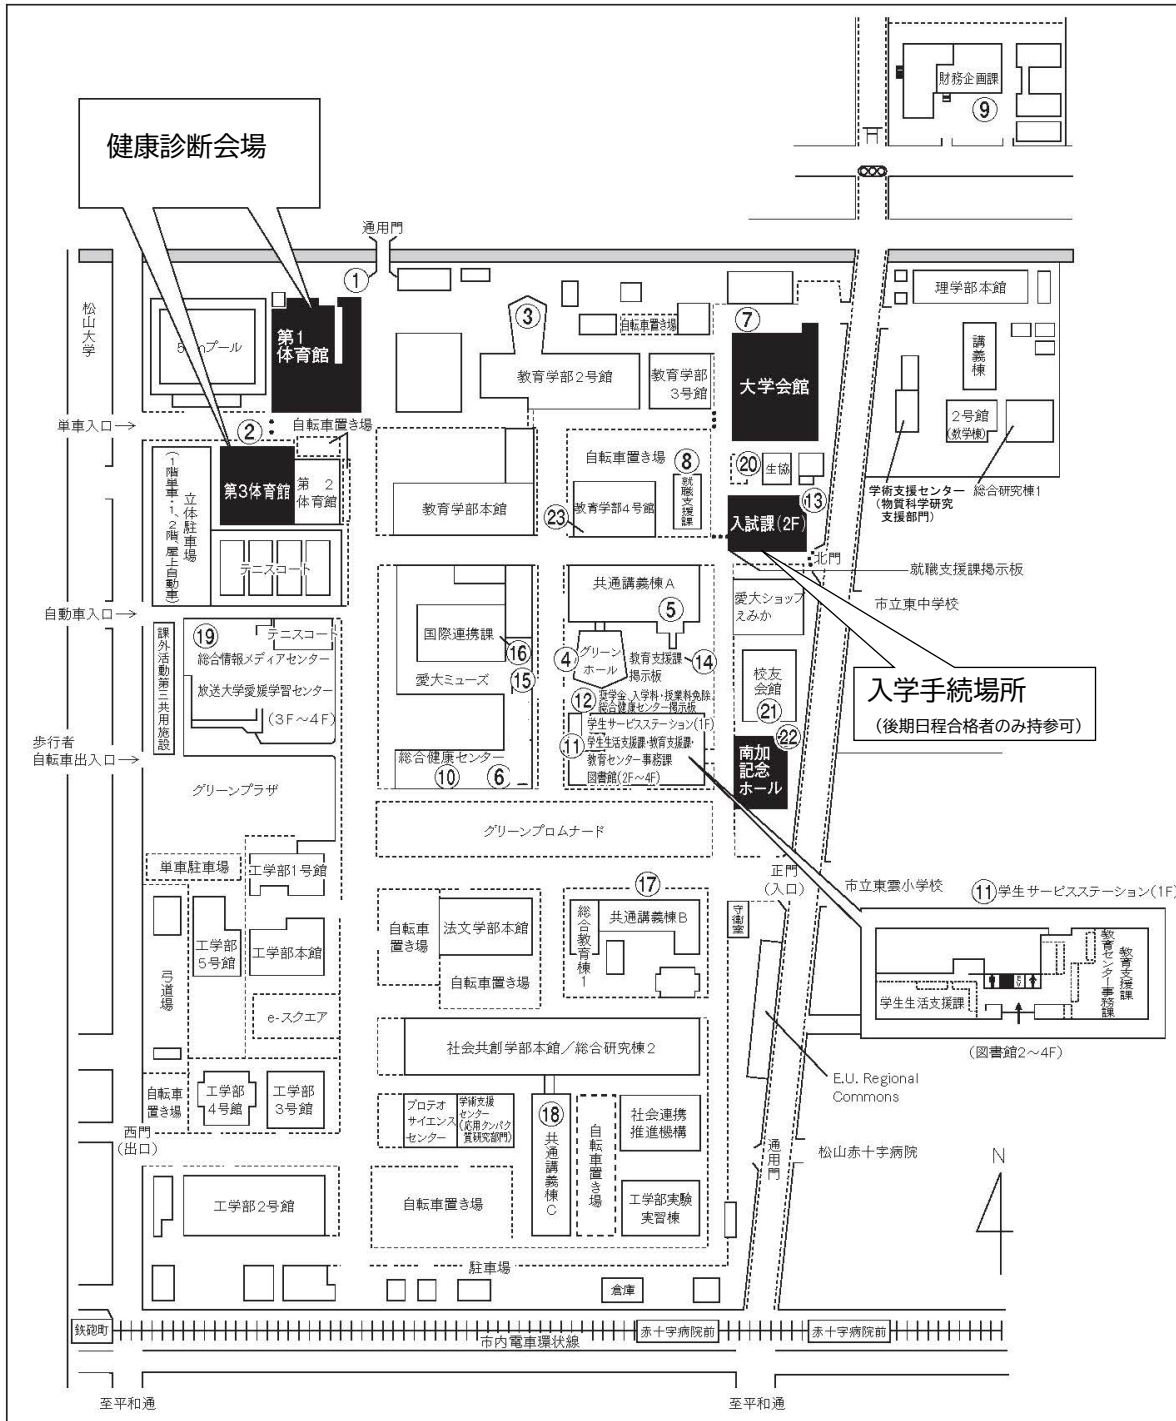 財務企画課
⑨
健康診断会場
通用門
①
松山大学
プール
第1
体育館
③
自転車置き場
⑦
理学部本館
教育学部2号館
教育学部
3号館
大学会館
講義棟
2号館
(数学棟)
単車入口→
②
自転車置き場
第3体育館
第2
体育館
立体駐車場
(1階単車・1、2階、屋上自動車)
教育学部本館
自転車置き場
⑧
就職支援課
⑳
生協
⑬
学術支援センター
(物質科学研究
支援部門)
総合研究棟1
㉓
教育学部4号館
入試課(2F)
北門
就職支援課掲示板
テニスコート
自動車入口→
共通講義棟A
⑤
愛大ショップ
えみか
市立東中学校
課外活動第三共用施設
⑲
テニスコート
総合情報メディアセンター
放送大学愛媛学習センター
(3F～4F)
国際連携課
⑯
⑮
愛大ミューズ
④
グリーン
ホール
教育支援課
掲示板
⑭
校友
会館
㉑
入学手続場所
(後期日程合格者のみ持参可)
⑫
奨学金、入学料・授業料免除、
総合健康センター掲示板
学生サービスステーション(1F)
⑪
学生生活支援課・教育支援課・
教育センター事務課
図書館(2F～4F)
㉒
南加
記念
ホール
歩行者
自転車出入口→
総合健康センター
⑩
⑥
グリーンプラザ
グリーンプロムナード
単車駐車場
工学部1号館
正門
(入口)
市立東雲小学校
⑰
⑪学生サービスステーション(1F)
自転車
置き場
法文学部本館
総合教育棟1
共通講義棟B
守衛室
工学部
5号館
工学部本館
弓道場
自転車置き場
学生生活支援課
教育センター事務課
教育支援課
e-スクエア
(図書館2～4F)
社会共創学部本館/総合研究棟2
E.U. Regional
Commons
自転車
置き場
工学部
4号館
工学部
3号館
プロテオ
サイエンス
センター
学術支援
センター
(応用タンパク
質研究部門)
⑱
共通講義棟C
自転車置き場
社会連携
推進機構
西門
(出口)
通用門
松山赤十字病院
N
工学部2号館
自転車置き場
工学部実験
実習棟
駐車場
倉庫
鉄砲町
市内電車環状線
赤十字病院前
赤十字病院前
至平和通
至平和通